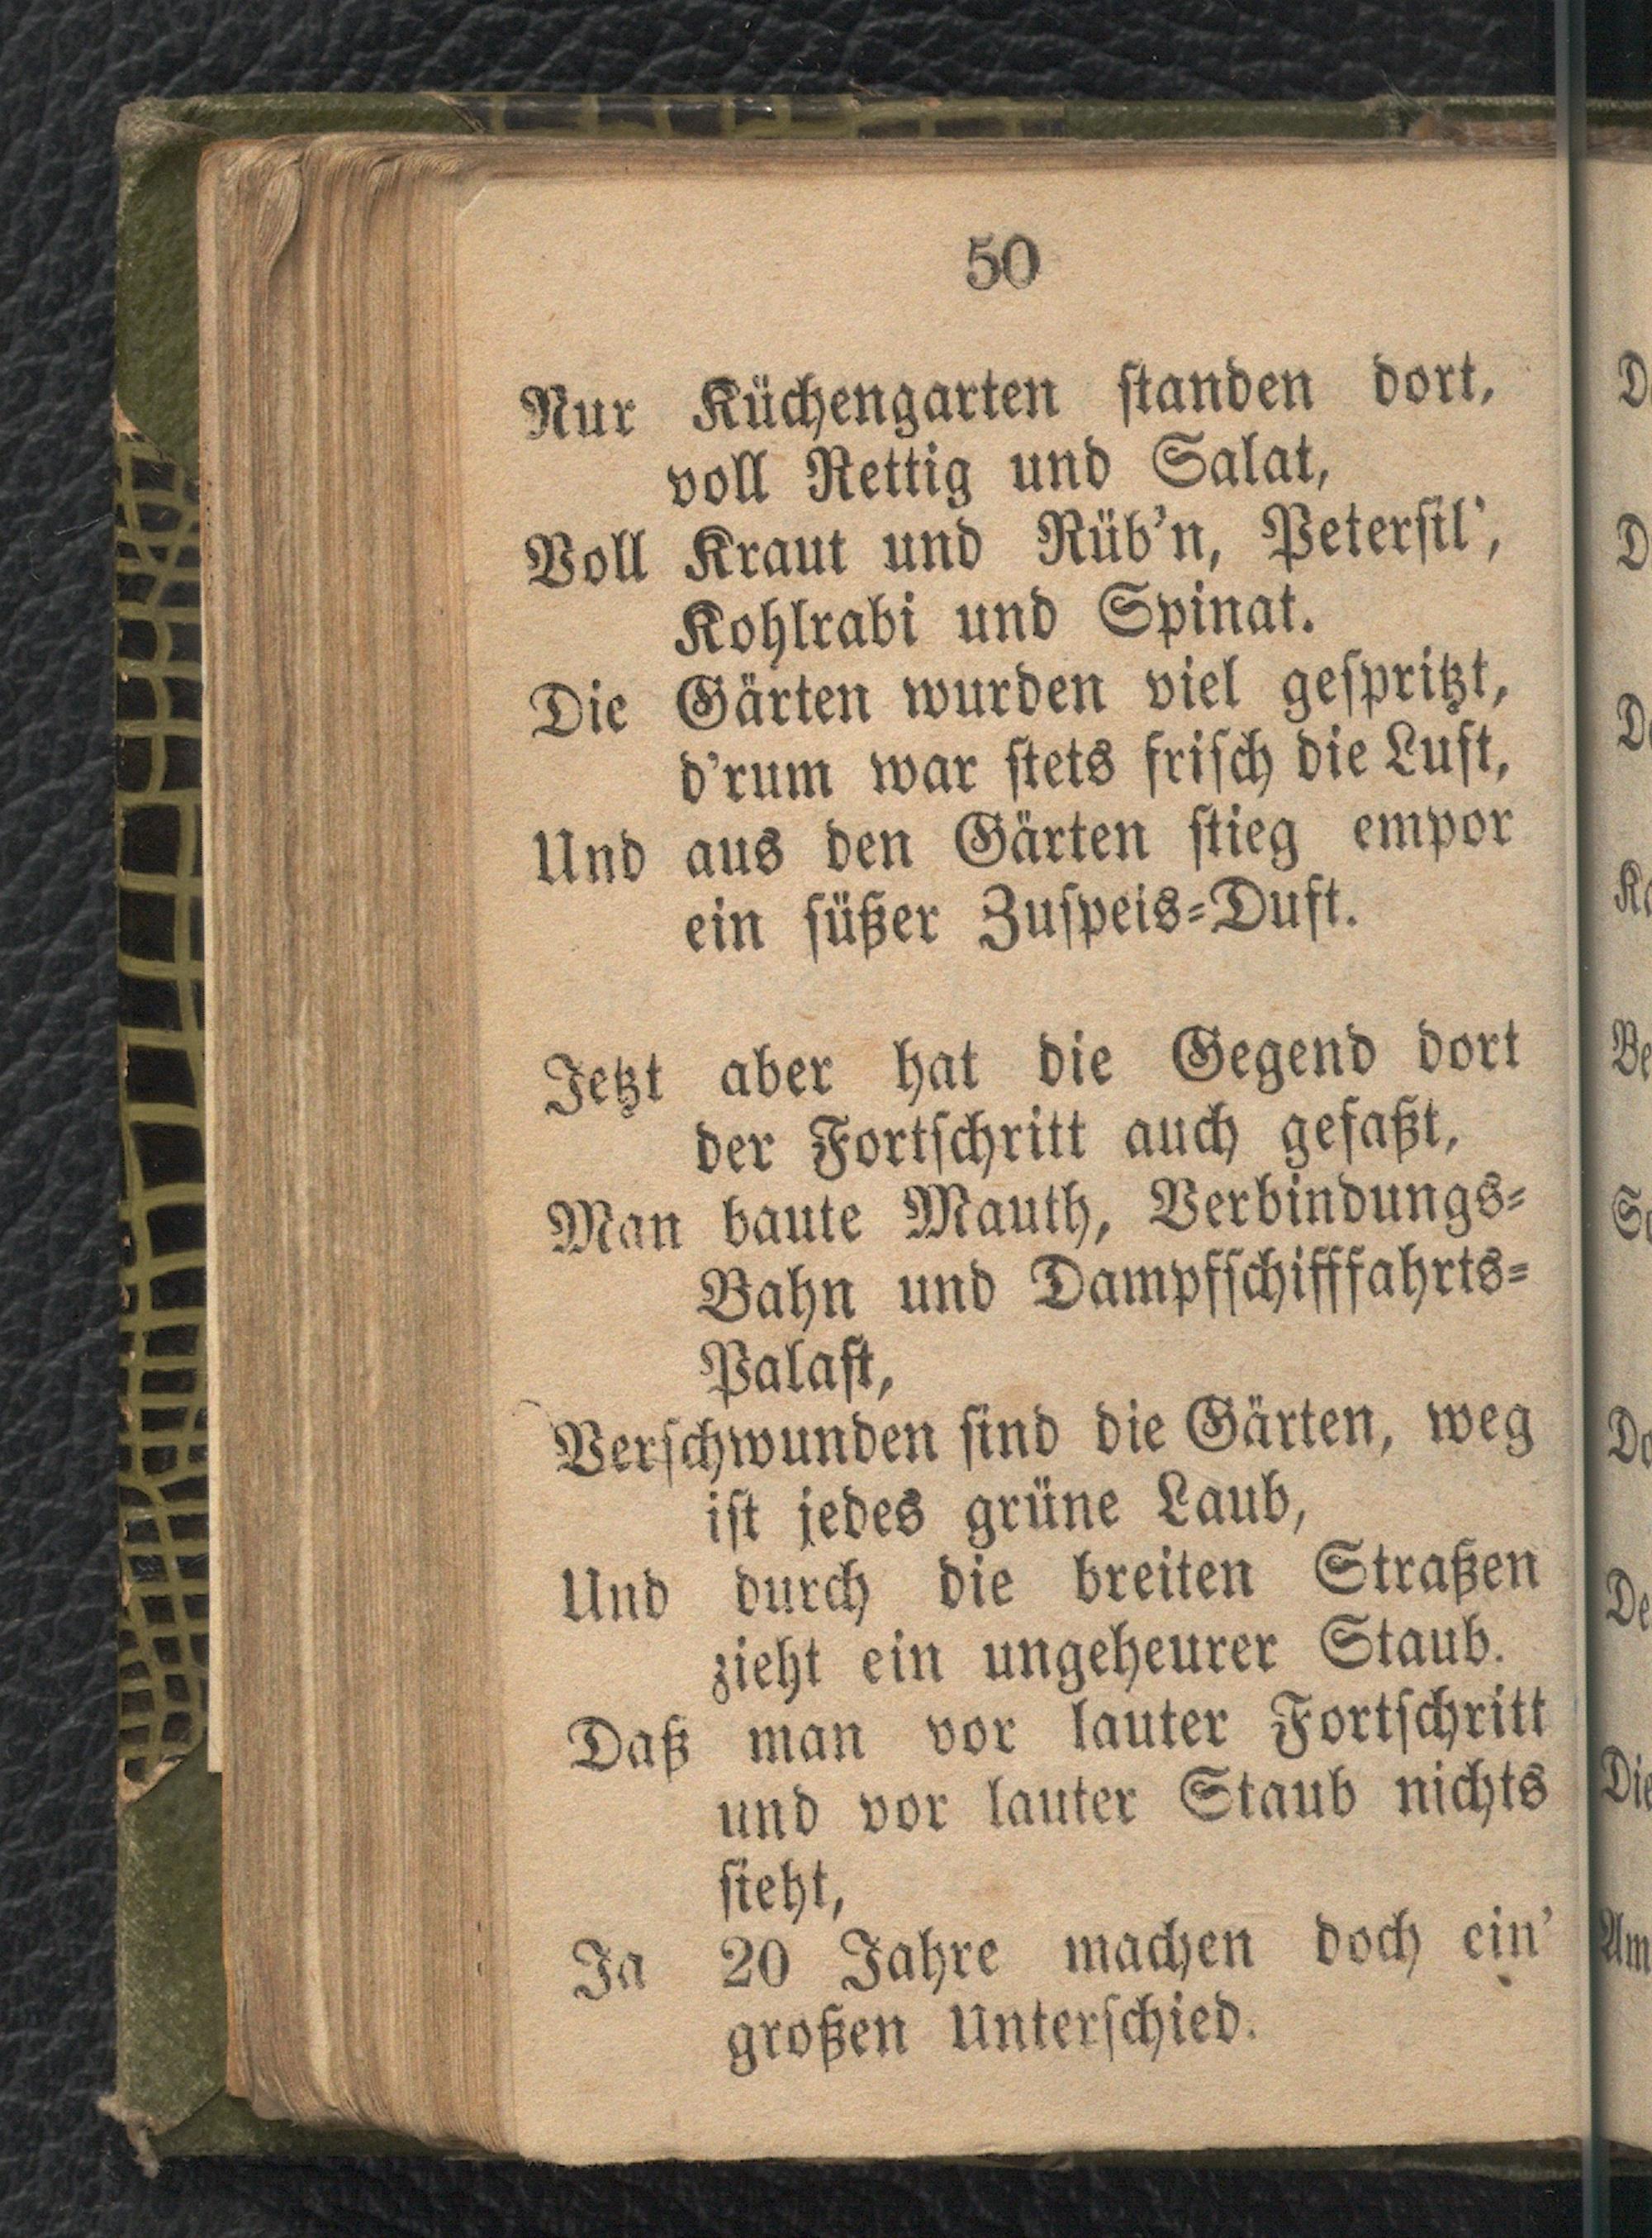 50
Nur Küchengarten standen dort,
voll Rettig und Salat,
Voll Kraut und Rüb'n, Petersil',
Kohlrabi und Spinat.
Die Gärten wurden viel gespritzt,
d'rum war stets frisch die Luft,
Und aus den Gärten stieg empor
ein süßer Zuspeis-Duft.
Jetzt aber hat die Gegend dort
der Fortschritt auch gefaßt,
Man baute Mauth, Verbindungs-
Bahn und Dampfschifffahrts-
Palast,
Verschwunden sind die Gärten, weg
ist jedes grüne Laub,
Und durch die breiten Straßen
zieht ein ungeheurer Staub.
Daß man vor lauter Fortschritt
und vor lauter Staub nichts
sieht,
Ja 20 Jahre machen doch ein'
großen Unterschied.